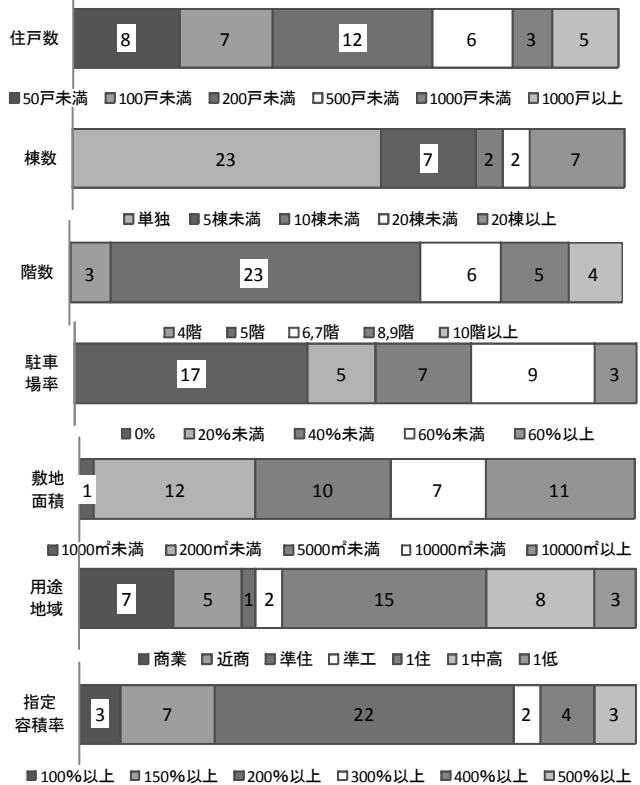 住戸数 8 7 12 6 3 5
■50戸未満 ■100戸未満 ■200戸未満 □500戸未満 ■1000戸未満 ■1000戸以上
棟数 23 7 2 2 7
■単独 ■5棟未満 ■10棟未満 □20棟未満 ■20棟以上
階数 3 23 6 5 4
■4階 ■5階 □6,7階 ■8,9階 ■10階以上
駐車
場率 17 5 7 9 3
■0% ■20%未満 ■40%未満 □60%未満 ■60%以上
敷地
面積 1 12 10 7 11
■1000㎡未満 ■2000㎡未満 ■5000㎡未満 □10000㎡未満 ■10000㎡以上
用途
地域 7 5 1 2 15 8 3
■商業 ■近商 ■準住 □準工 ■1住 ■1中高 ■1低
指定
容積率 3 7 22 2 4 3
■100%以上 ■150%以上 ■200%以上 □300%以上 ■400%以上 ■500%以上